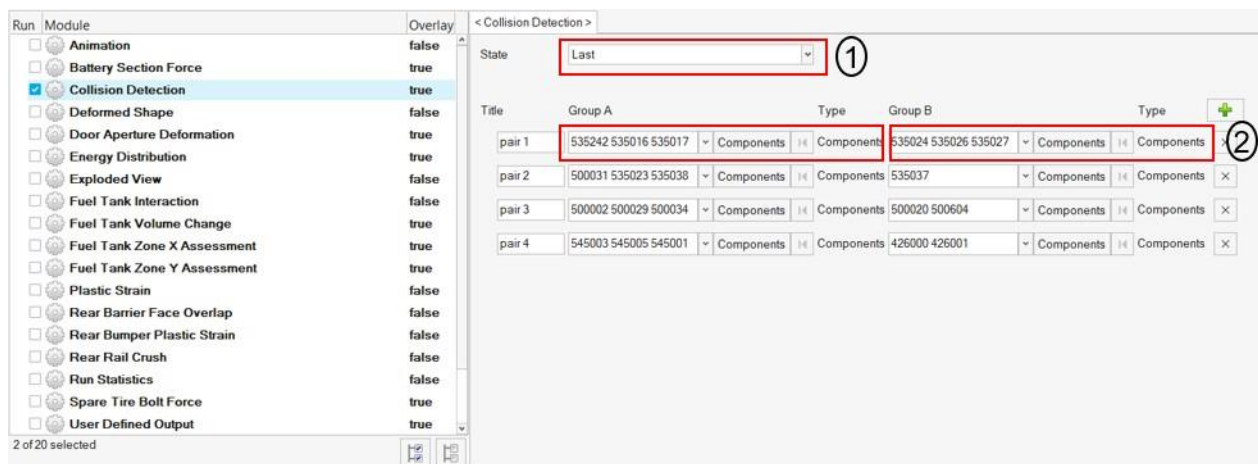 Run Module Overlay
Animation false
Battery Section Force true
Collision Detection true
Deformed Shape false
Door Aperture Deformation true
Energy Distribution true
Exploded View false
Fuel Tank Interaction false
Fuel Tank Volume Change true
Fuel Tank Zone X Assessment true
Fuel Tank Zone Y Assessment true
Plastic Strain false
Rear Barrier Face Overlap false
Rear Bumper Plastic Strain false
Rear Rail Crush false
Run Statistics false
Spare Tire Bolt Force true
User Defined Output true
2 of 20 selected
< Collision Detection >
State Last 1
Title Group A Type Group B Type
pair 1 535242 535016 535017 Components Components 535024 535026 535027 Components Components 2
pair 2 500031 535023 535038 Components Components 535037 Components Components
pair 3 500002 500029 500034 Components Components 500020 500604 Components Components
pair 4 545003 545005 545001 Components Components 426000 426001 Components Components